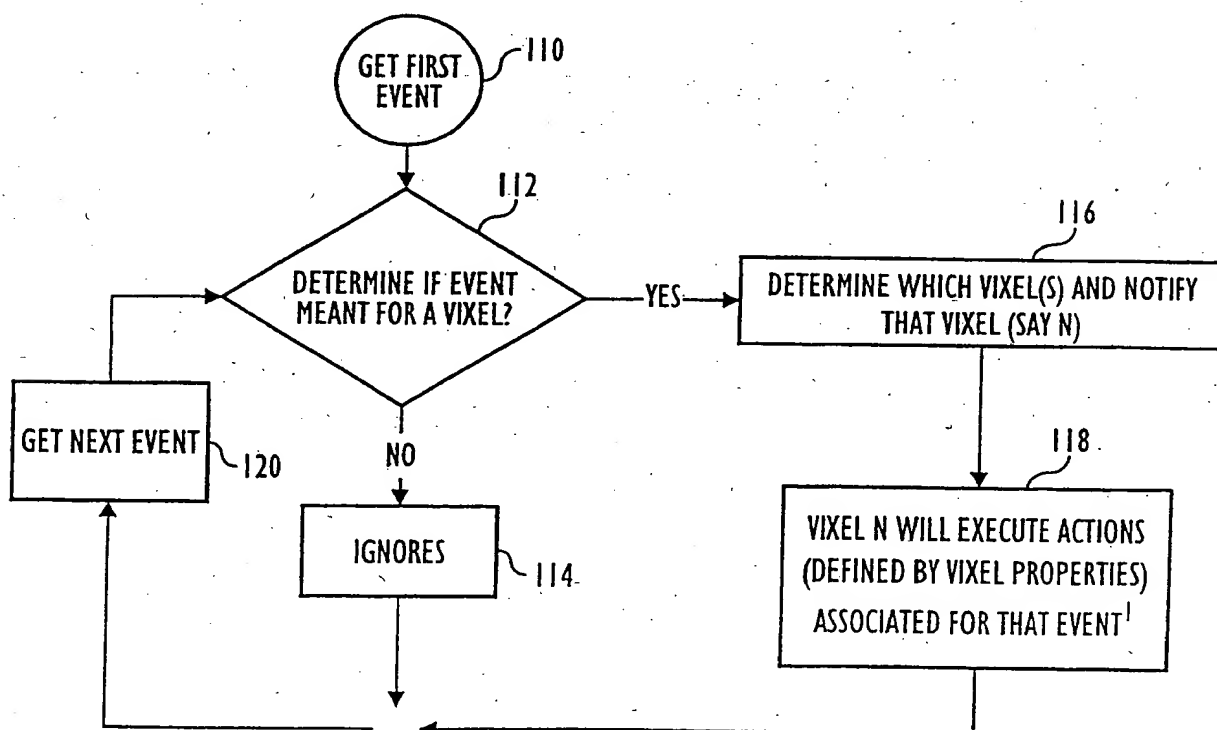 GET FIRST
EVENT
110
112
DETERMINE IF EVENT
MEANT FOR A VIXEL?
YES
116
DETERMINE WHICH VIXEL(S) AND NOTIFY
THAT VIXEL (SAY N)
GET NEXT EVENT
120
NO
118
IGNORES
114
VIXEL N WILL EXECUTE ACTIONS
(DEFINED BY VIXEL PROPERTIES)
ASSOCIATED FOR THAT EVENT¹